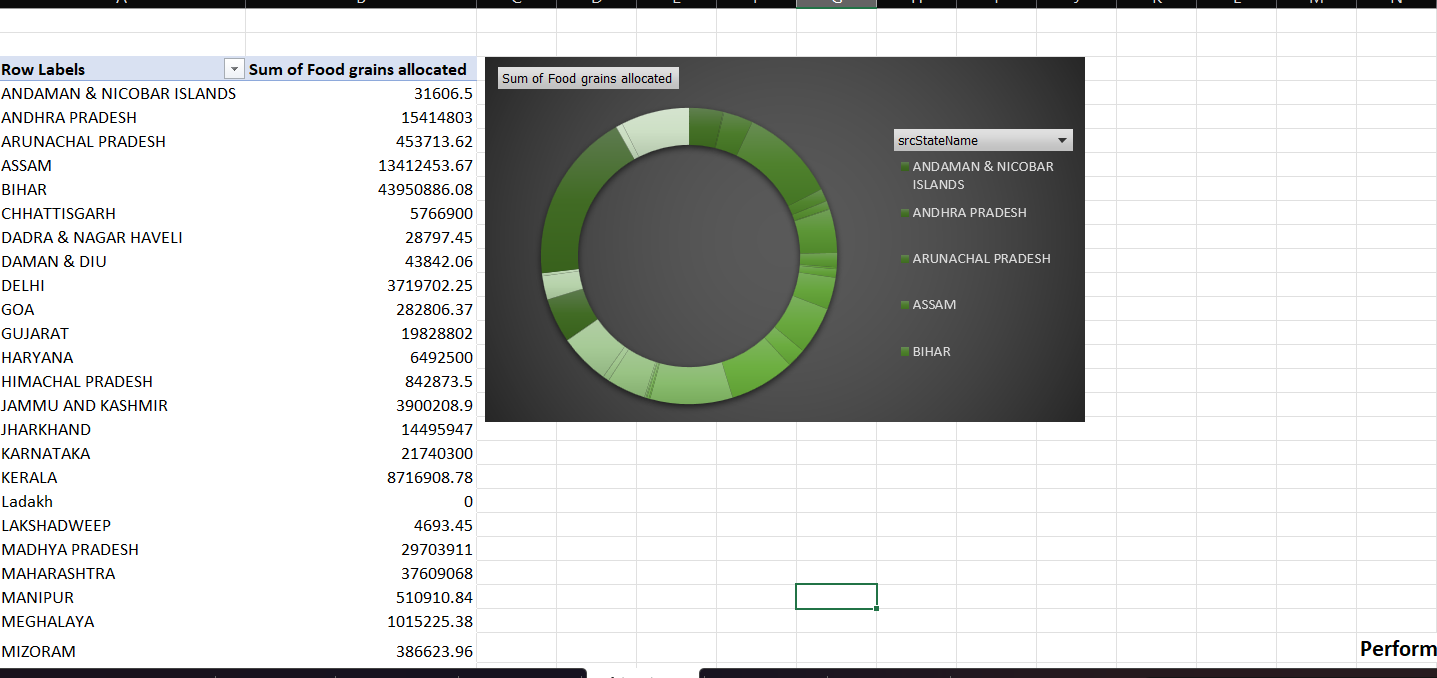 Row Labels Sum of Food grains allocated
ANDAMAN & NICOBAR ISLANDS 31606.5
ANDHRA PRADESH 15414803
ARUNACHAL PRADESH 453713.62
ASSAM 13412453.67
BIHAR 43950886.08
CHHATTISGARH 5766900
DADRA & NAGAR HAVELI 28797.45
DAMAN & DIU 43842.06
DELHI 3719702.25
GOA 282806.37
GUJARAT 19828802
HARYANA 6492500
HIMACHAL PRADESH 842873.5
JAMMU AND KASHMIR 3900208.9
JHARKHAND 14495947
KARNATAKA 21740300
KERALA 8716908.78
Ladakh 0
LAKSHADWEEP 4693.45
MADHYA PRADESH 29703911
MAHARASHTRA 37609068
MANIPUR 510910.84
MEGHALAYA 1015225.38
MIZORAM 386623.96
Sum of Food grains allocated
srcStateName
ANDAMAN & NICOBAR
ISLANDS
ANDHRA PRADESH
ARUNACHAL PRADESH
ASSAM
BIHAR
Perform